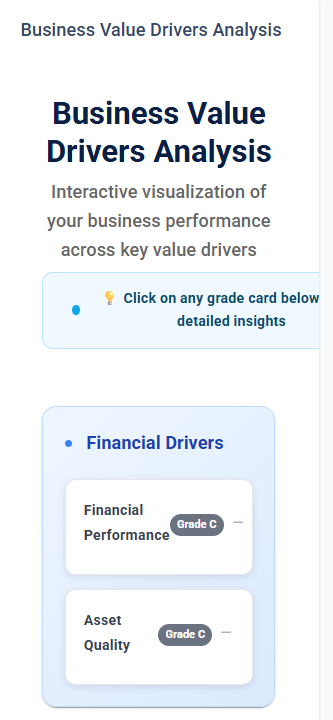 Business Value Drivers Analysis
Business Value
Drivers Analysis
Interactive visualization of
your business performance
across key value drivers
💡 Click on any grade card below
detailed insights
Financial Drivers
Financial
Performance
Grade C —
Asset
Quality
Grade C —